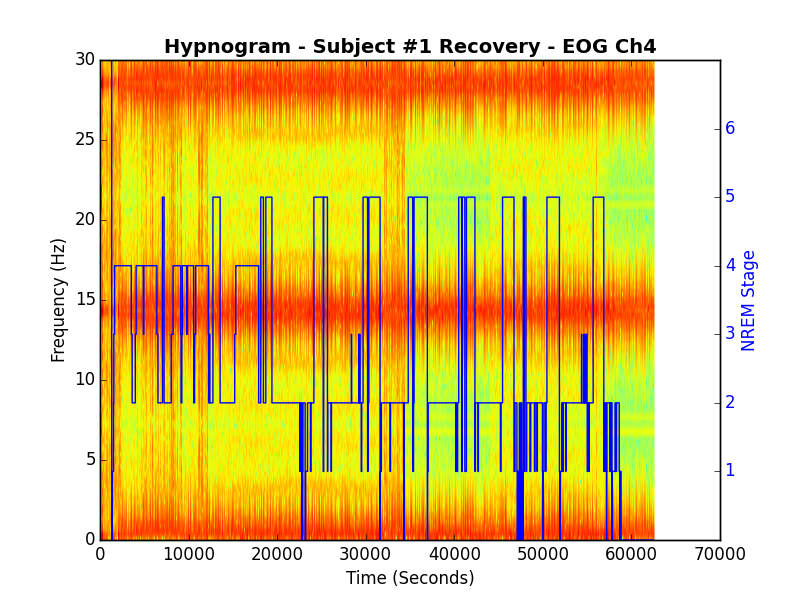 Hypnogram - Subject #1 Recovery - EOG Ch4
30
25
20
15
10
5
0
Frequency (Hz)
6
5
4
3
2
1
NREM Stage
0 10000 20000 30000 40000 50000 60000 70000
Time (Seconds)